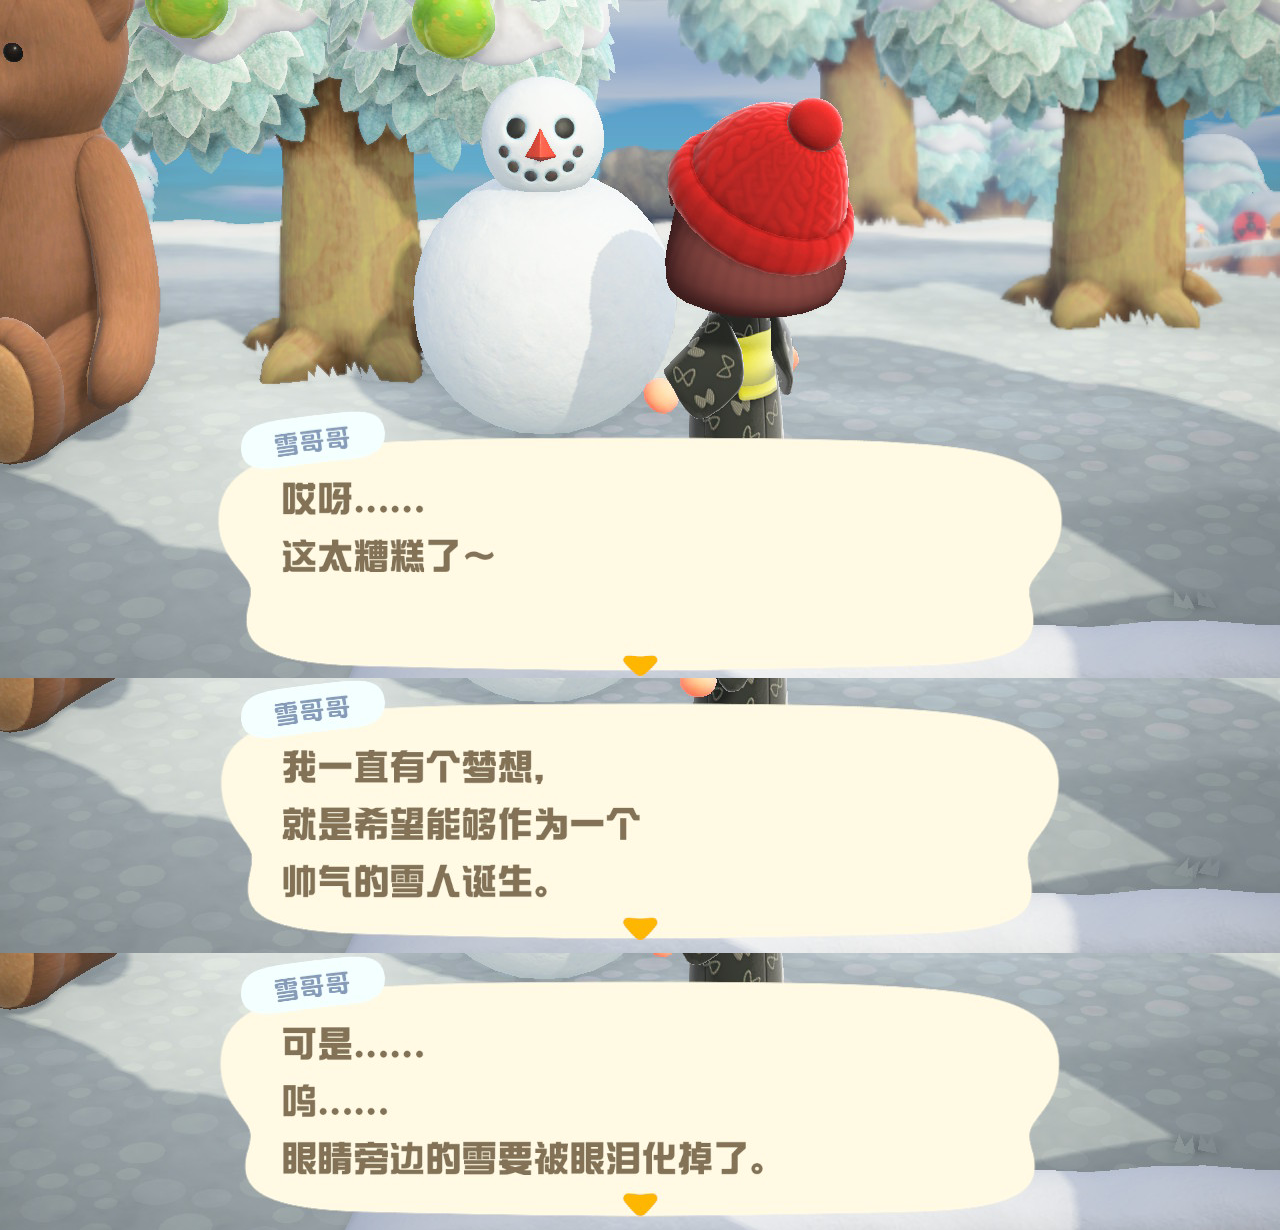 雪哥哥
哎呀……
这太糟糕了～
雪哥哥
我一直有个梦想，
就是希望能够作为一个
帅气的雪人诞生。
雪哥哥
可是……
呜……
眼睛旁边的雪要被眼泪化掉了。